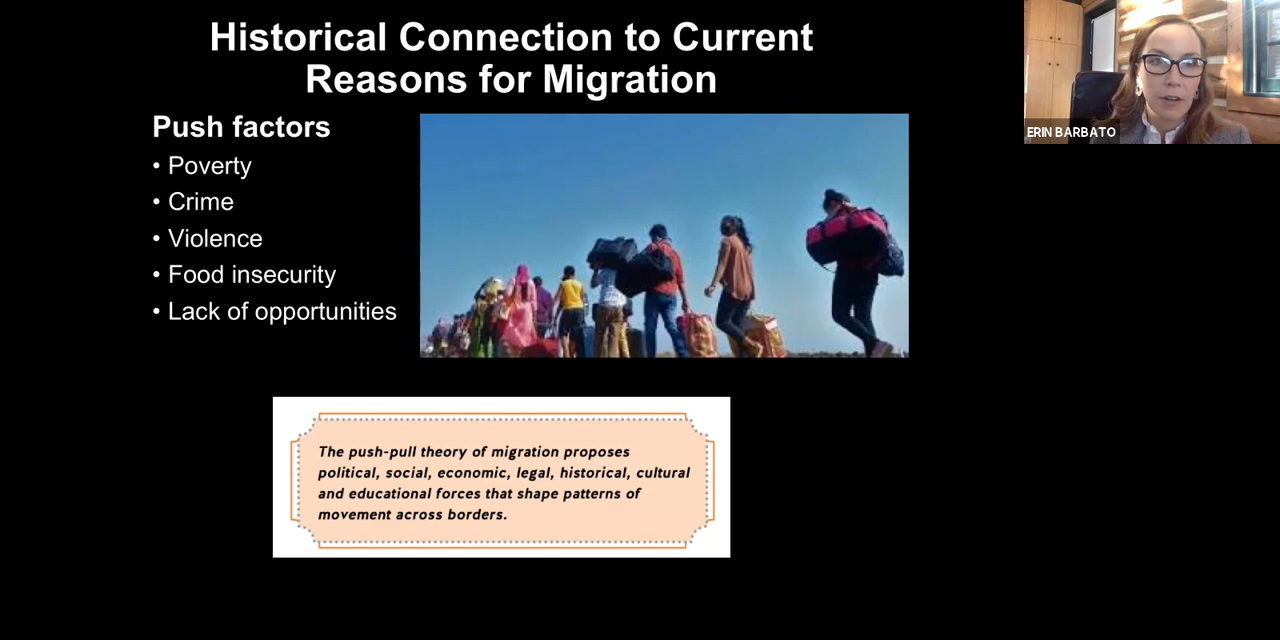 Historical Connection to Current
Reasons for Migration
Push factors
• Poverty
• Crime
• Violence
• Food insecurity
• Lack of opportunities
ERIN BARBATO
The push-pull theory of migration proposes
political, social, economic, legal, historical, cultural
and educational forces that shape patterns of
movement across borders.